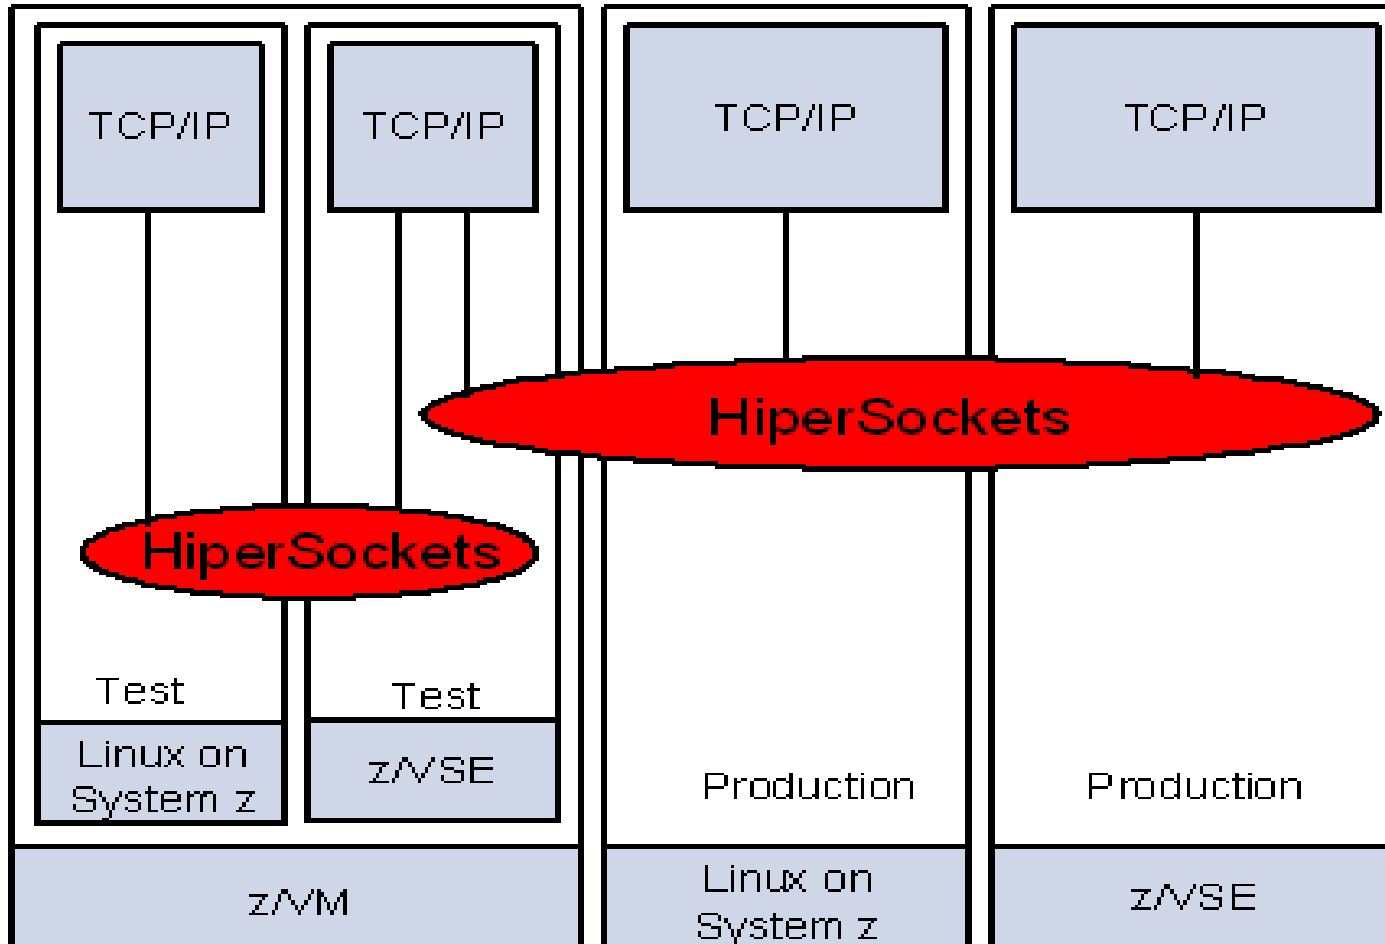 TCP/IP
TCP/IP
TCP/IP
TCP/IP
HiperSockets
HiperSockets
Test
Test
Linux on
System z
z/VSE
Production
Production
z/VM
Linux on
System z
z/VSE